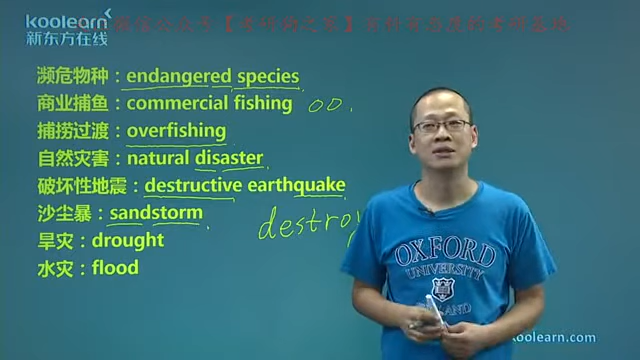 koolearn
新东方在线
濒危物种：endangered species
商业捕鱼：commercial fishing
捕捞过渡：overfishing
自然灾害：natural disaster
破坏性地震：destructive earthquake
沙尘暴：sandstorm
destroy
旱灾：drought
水灾：flood
OXFORD
UNIVERSITY
koolearn.com